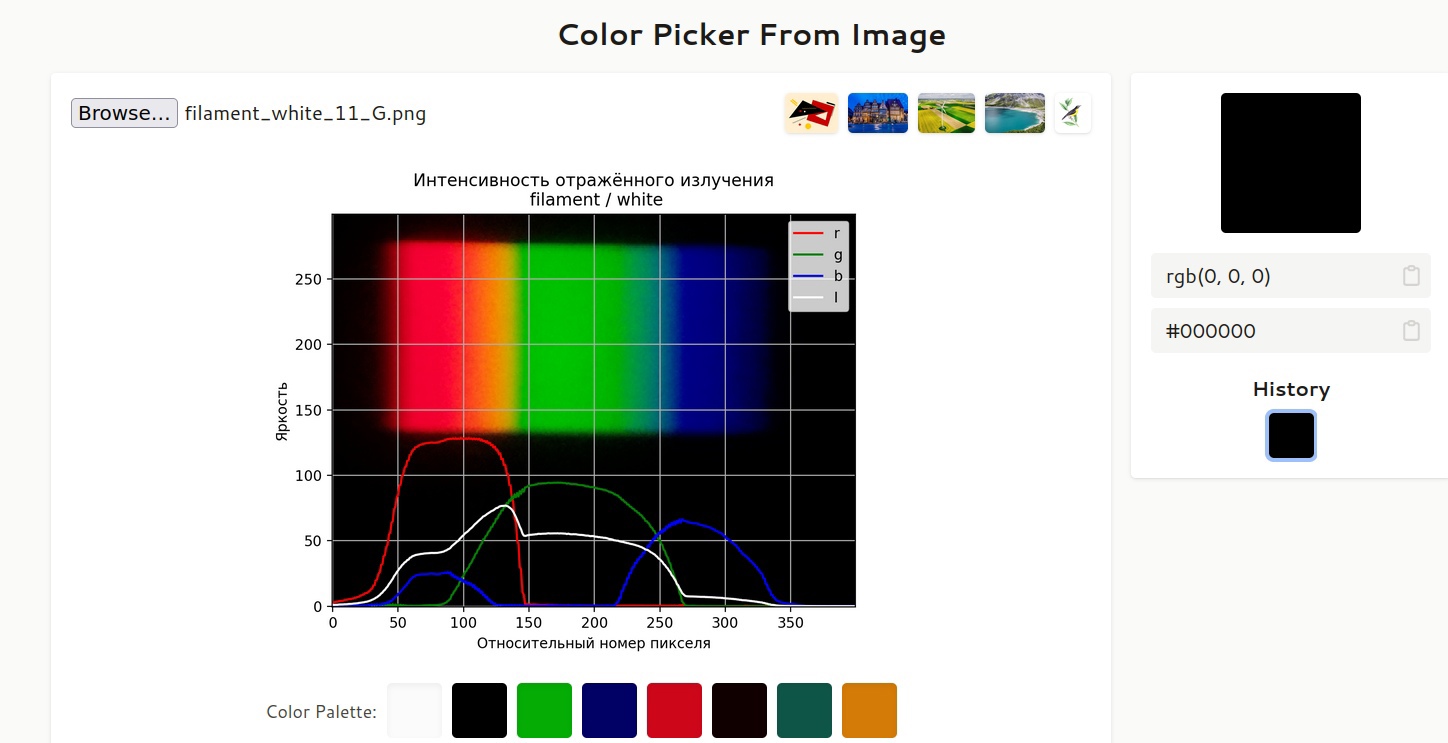 Color Picker From Image
Browse... filament_white_11_G.png
Интенсивность отражённого излучения
filament / white
r
g
b
l
250
200
150
100
50
0
Яркость
0 50 100 150 200 250 300 350
Относительный номер пикселя
Color Palette:
rgb(0, 0, 0)
#000000
History